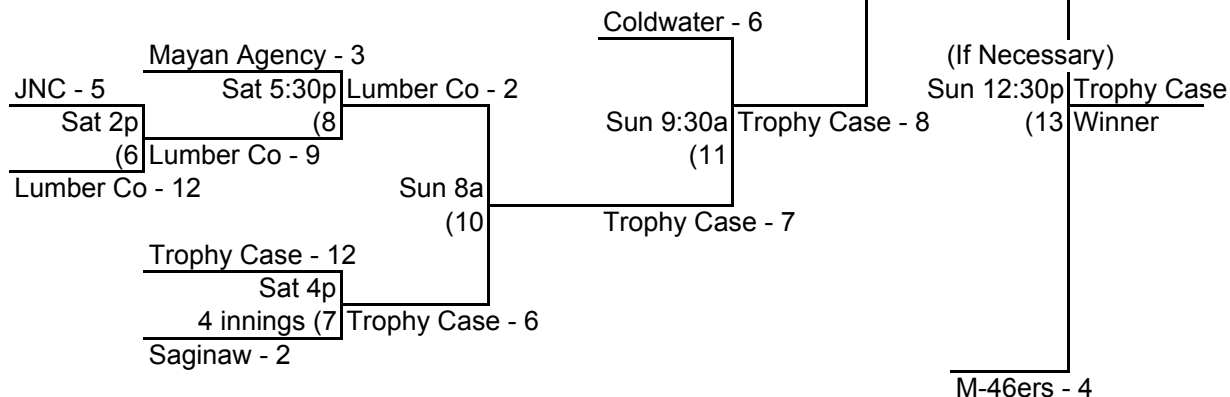 Coldwater - 6
Mayan Agency - 3
(If Necessary)
JNC - 5
Sat 5:30p
Lumber Co - 2
Sun 12:30p
Trophy Case
Sat 2p
(8
Sun 9:30a
Trophy Case - 8
(13
Winner
(6
Lumber Co - 9
(11
Lumber Co - 12
Sun 8a
(10
Trophy Case - 7
Trophy Case - 12
Sat 4p
4 innings (7
Trophy Case - 6
Saginaw - 2
M-46ers - 4